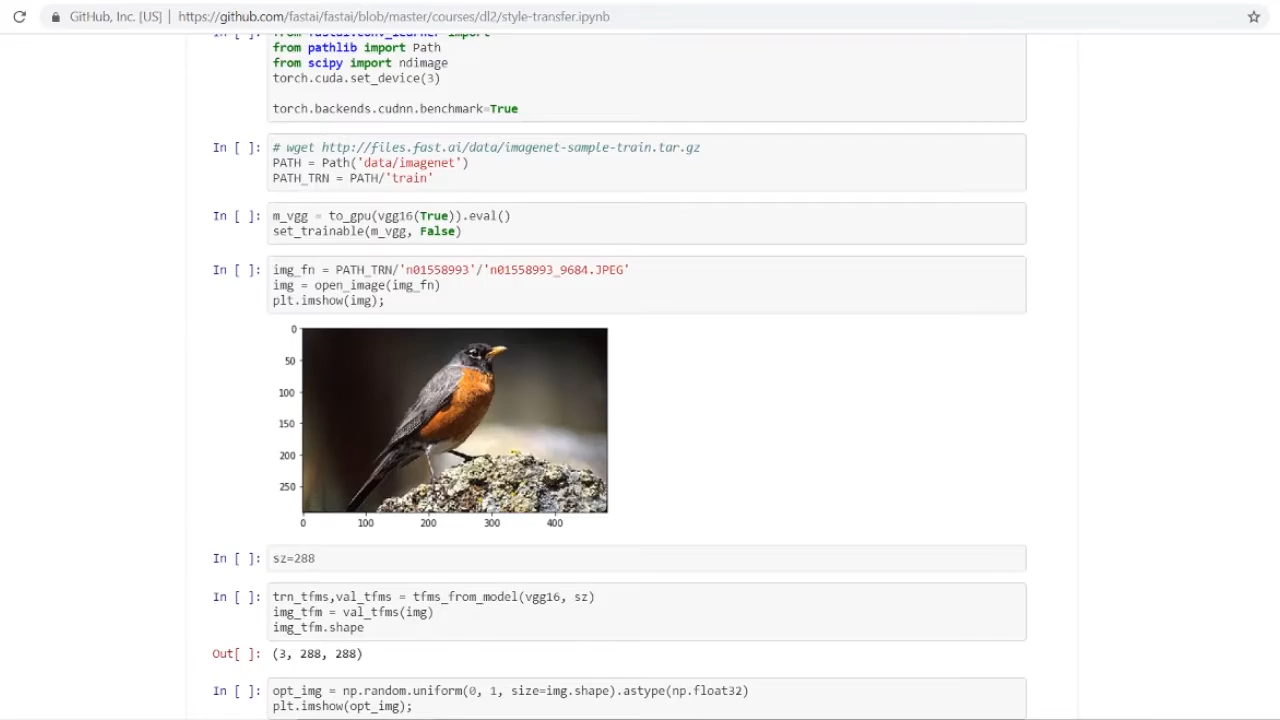 GitHub, Inc. [US] | https://github.com/fastai/fastai/blob/master/courses/dl2/style-transfer.ipynb
In [ ]: from fastai.conv_learner import
from pathlib import Path
from scipy import ndimage
torch.cuda.set_device(3)
torch.backends.cudnn.benchmark=True
In [ ]: # wget http://files.fast.ai/data/imagenet-sample-train.tar.gz
PATH = Path('data/imagenet')
PATH_TRN = PATH/'train'
In [ ]: m_vgg = to_gpu(vgg16(True)).eval()
set_trainable(m_vgg, False)
In [ ]: img_fn = PATH_TRN/'n01558993'/'n01558993_9684.JPEG'
img = open_image(img_fn)
plt.imshow(img);
0
50
100
150
200
250
0 100 200 300 400
In [ ]: sz=288
In [ ]: trn_tfms,val_tfms = tfms_from_model(vgg16, sz)
img_tfm = val_tfms(img)
img_tfm.shape
Out[ ]: (3, 288, 288)
In [ ]: opt_img = np.random.uniform(0, 1, size=img.shape).astype(np.float32)
plt.imshow(opt_img);